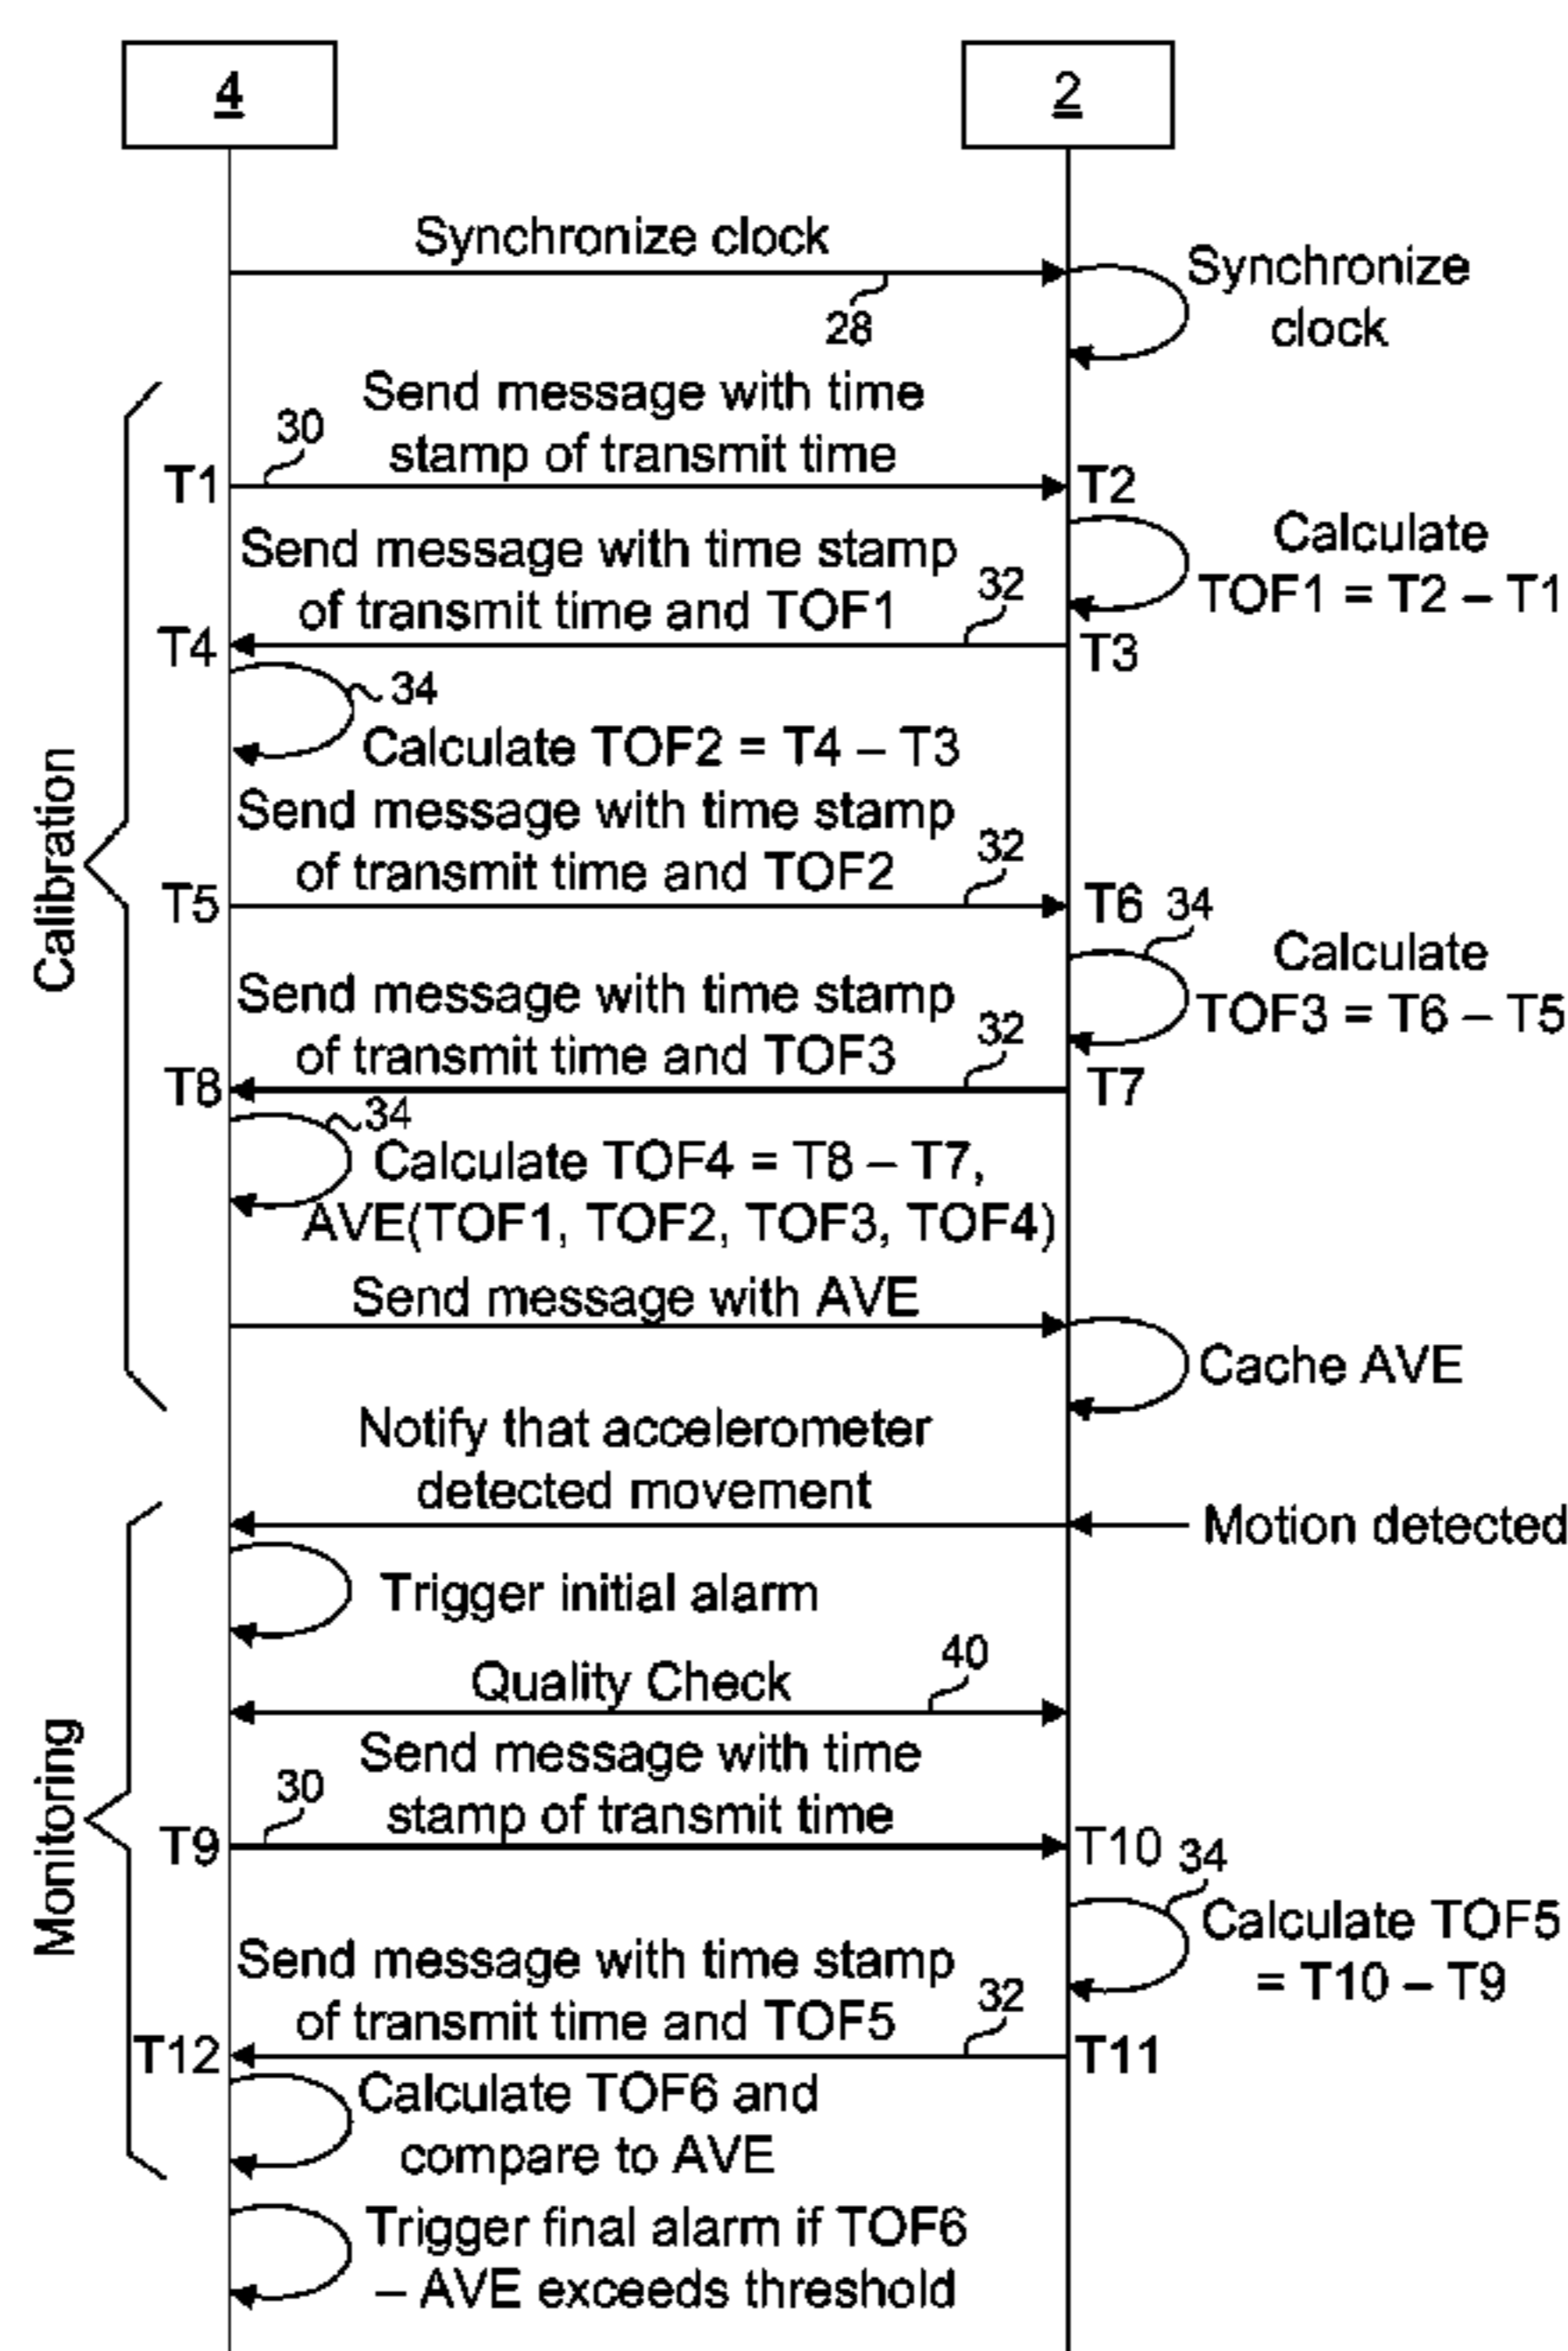 4
2
Synchronize clock
28
Synchronize
clock
Send message with time
stamp of transmit time
30
T1
T2
Calculate
TOF1 = T2 – T1
Send message with time stamp
of transmit time and TOF1
32
T4
T3
34
Calculate TOF2 = T4 – T3
Send message with time stamp
of transmit time and TOF2
32
T5
T6
34
Calculate
TOF3 = T6 – T5
Send message with time stamp
of transmit time and TOF3
32
T8
T7
34
Calculate TOF4 = T8 – T7,
AVE(TOF1, TOF2, TOF3, TOF4)
Calibration
Send message with AVE
Cache AVE
Notify that accelerometer
detected movement
Motion detected
Trigger initial alarm
Quality Check
40
Send message with time
stamp of transmit time
30
T9
T10
34
Calculate TOF5
= T10 – T9
Monitoring
Send message with time stamp
of transmit time and TOF5
32
T12
T11
Calculate TOF6 and
compare to AVE
Trigger final alarm if TOF6
– AVE exceeds threshold